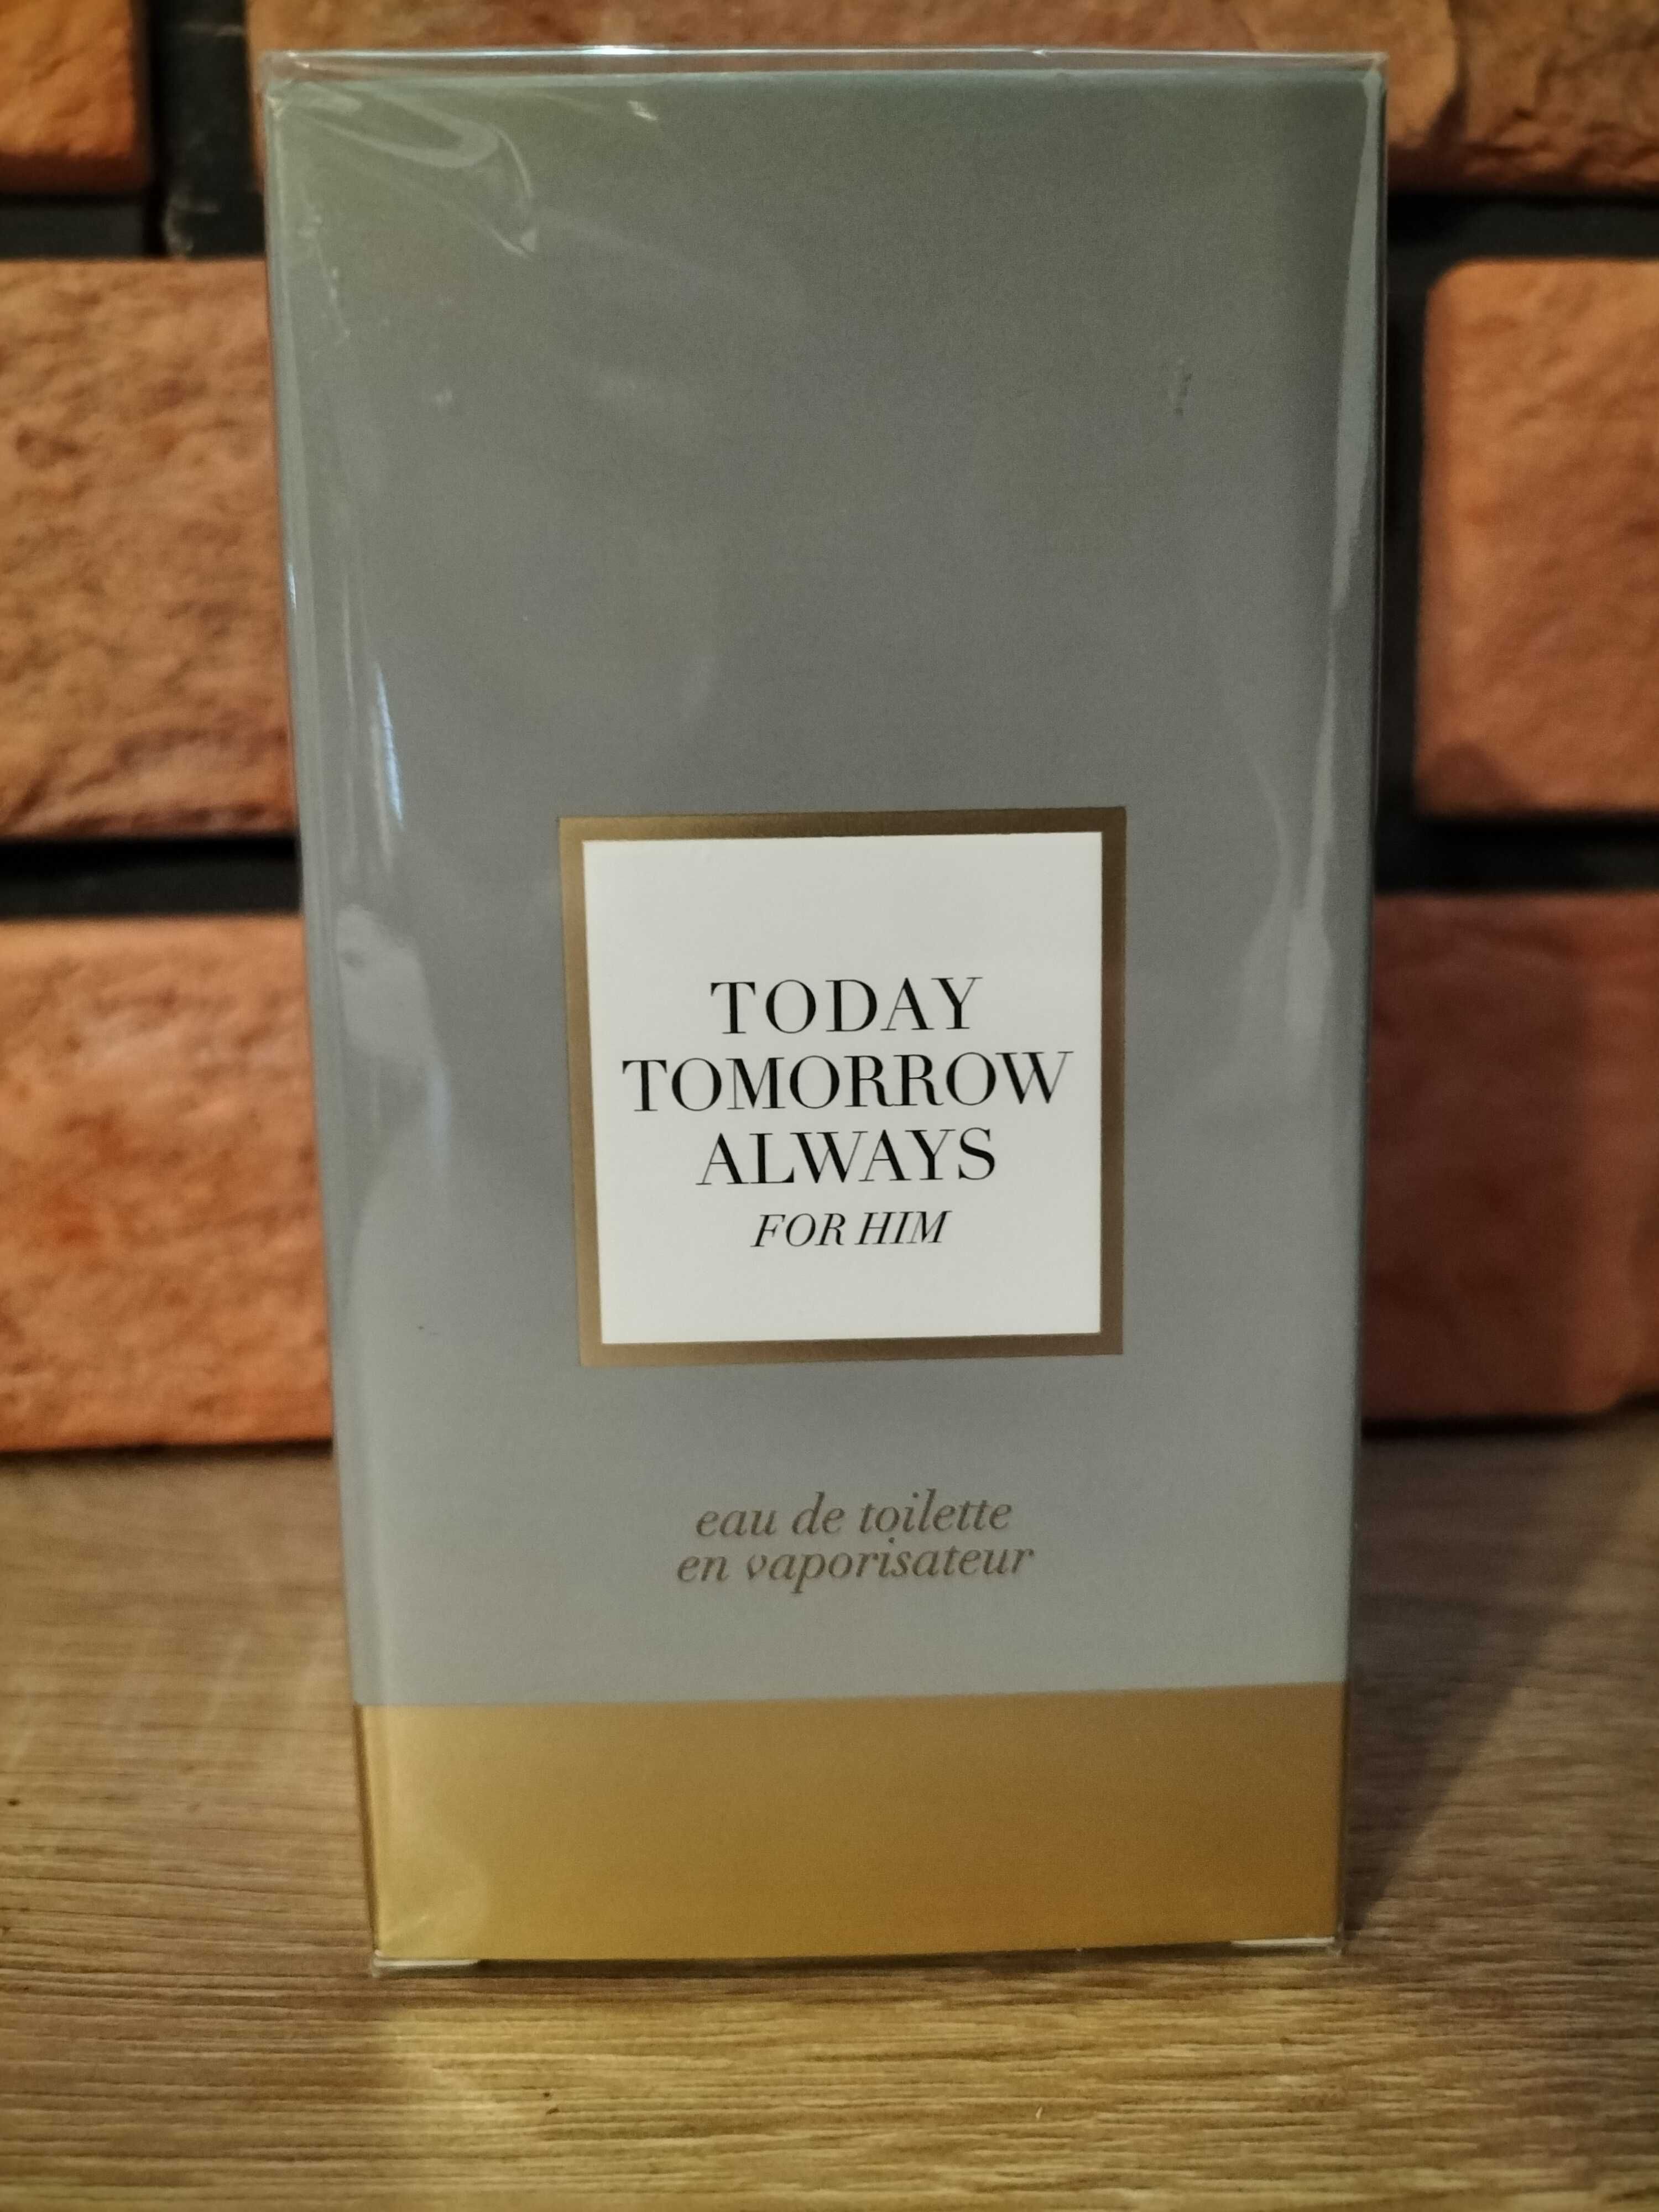 TODAY
TOMORROW
ALWAYS
FOR HIM
eau de toilette
en vaporisateur